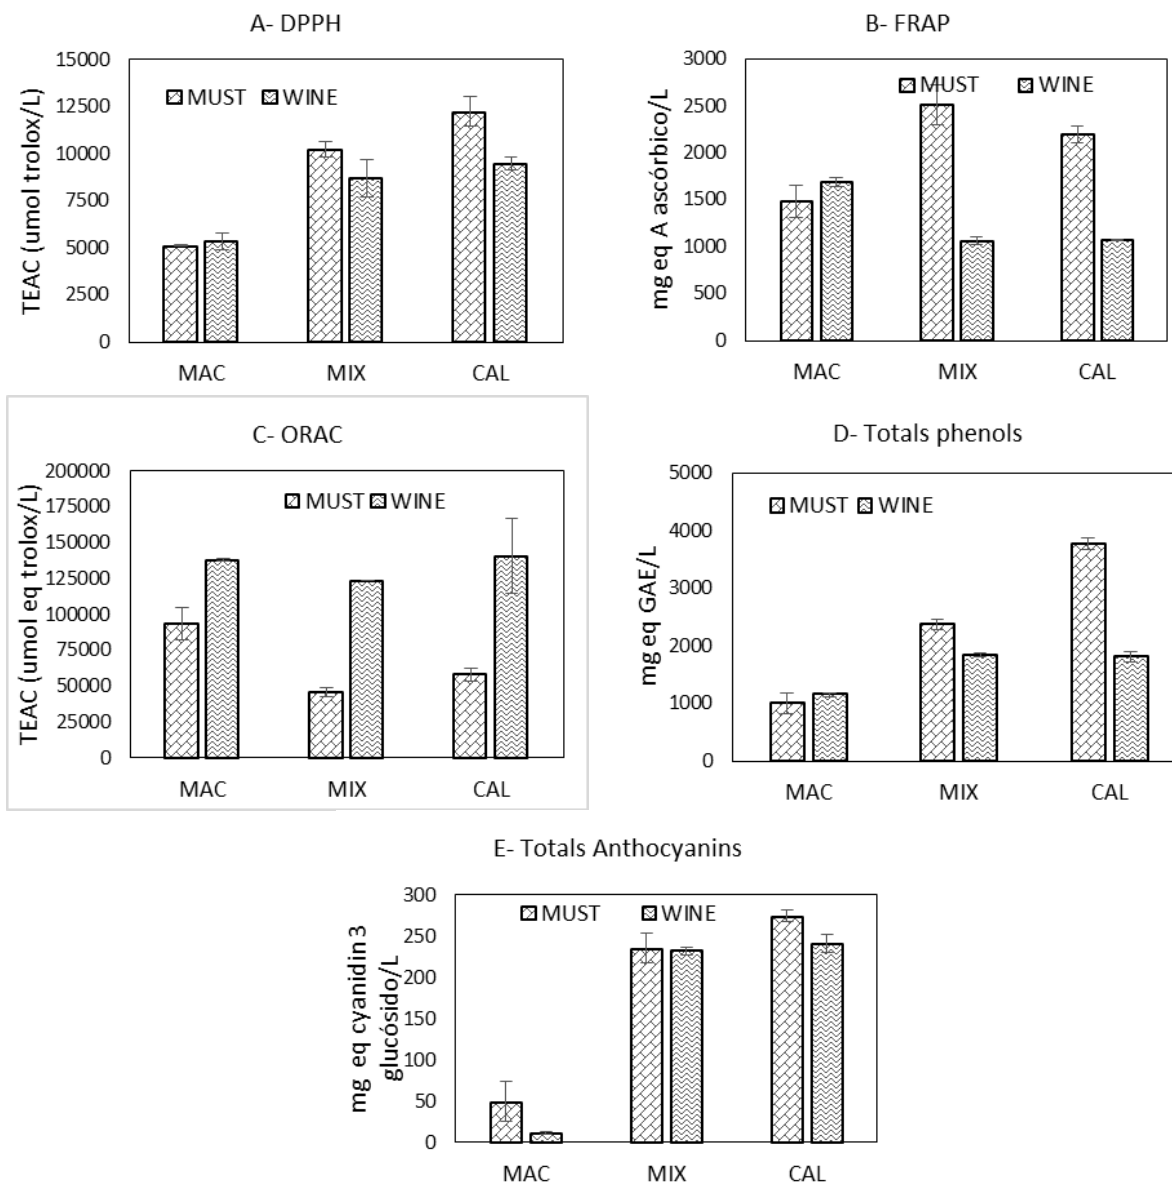 A- DPPH
TEAC (umol trolox/L)
15000
12500
10000
7500
5000
2500
0
MUST WINE
MAC MIX CAL
B- FRAP
mg eq A ascórbico/L
3000
2500
2000
1500
1000
500
0
MUST WINE
MAC MIX CAL
C- ORAC
TEAC (umol eq trolox/L)
200000
175000
150000
125000
100000
75000
50000
25000
0
MUST WINE
MAC MIX CAL
D- Totals phenols
mg eq GAE/L
5000
4000
3000
2000
1000
0
MUST WINE
MAC MIX CAL
E- Totals Anthocyanins
mg eq cyanidin 3
glucósido/L
300
250
200
150
100
50
0
MUST WINE
MAC MIX CAL